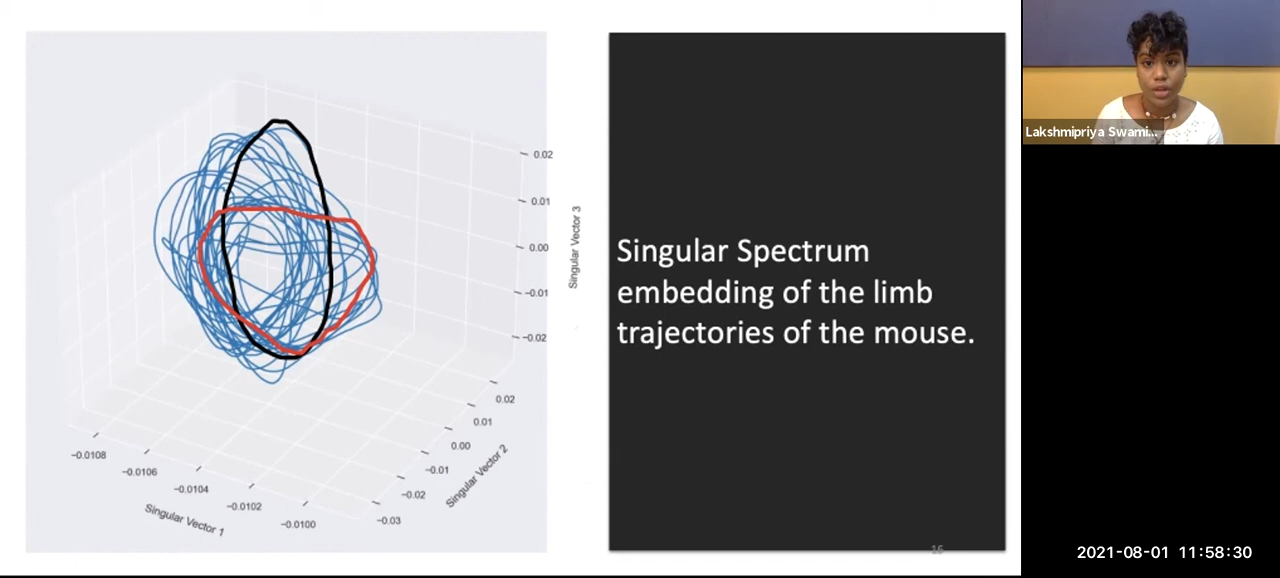 0.02
0.01
0.00
-0.01
-0.02
Singular Vector 3
0.02
0.01
0.00
-0.01
-0.02
-0.03
Singular Vector 2
-0.0108
-0.0106
-0.0104
-0.0102
-0.0100
Singular Vector 1
Singular Spectrum
embedding of the limb
trajectories of the mouse.
16
Lakshmipriya Swami...
2021-08-01 11:58:30